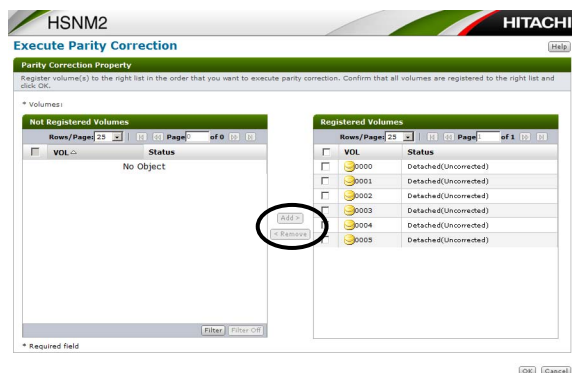 HSNM2
HITACHI
Execute Parity Correction
Help
Parity Correction Property
Register volume(s) to the right list in the order that you want to execute parity correction. Confirm that all volumes are registered to the right list and
click OK.
* Volumes:
Not Registered Volumes
Rows/Page: 25 Page 0 of 0
VOL Status
No Object
Filter Filter Off
Add >
< Remove
Registered Volumes
Rows/Page: 25 Page 1 of 1
VOL Status
0000 Detached(Uncorrected)
0001 Detached(Uncorrected)
0002 Detached(Uncorrected)
0003 Detached(Uncorrected)
0004 Detached(Uncorrected)
0005 Detached(Uncorrected)
* Required field
OK Cancel